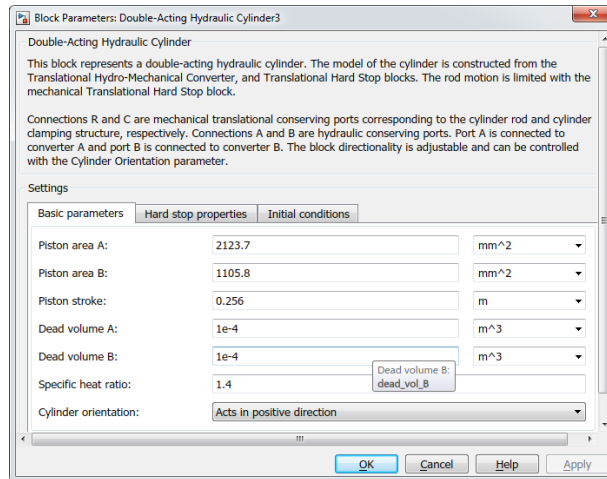 Block Parameters: Double-Acting Hydraulic Cylinder3
Double-Acting Hydraulic Cylinder
This block represents a double-acting hydraulic cylinder. The model of the cylinder is constructed from the
Translational Hydro-Mechanical Converter, and Translational Hard Stop blocks. The rod motion is limited with the
mechanical Translational Hard Stop block.
Connections R and C are mechanical translational conserving ports corresponding to the cylinder rod and cylinder
clamping structure, respectively. Connections A and B are hydraulic conserving ports. Port A is connected to
converter A and port B is connected to converter B. The block directionality is adjustable and can be controlled
with the Cylinder Orientation parameter.
Settings
Basic parameters Hard stop properties Initial conditions
Piston area A: 2123.7 mm^2
Piston area B: 1105.8 mm^2
Piston stroke: 0.256 m
Dead volume A: 1e-4 m^3
Dead volume B: 1e-4 m^3
Dead volume B:
dead_vol_B
Specific heat ratio: 1.4
Cylinder orientation: Acts in positive direction
OK Cancel Help Apply